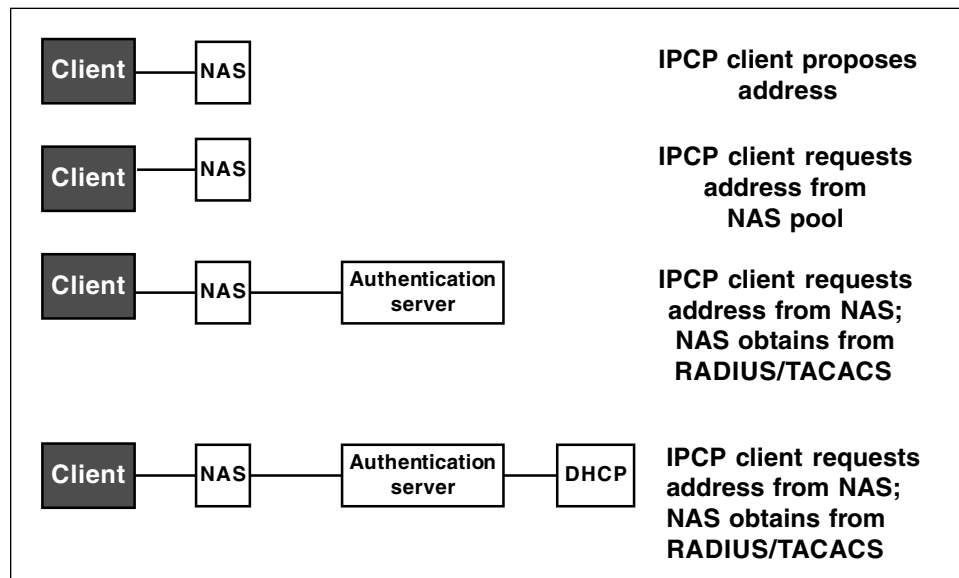 Client
NAS
IPCP client proposes
address
Client
NAS
IPCP client requests
address from
NAS pool
Client
NAS
Authentication
server
IPCP client requests
address from NAS;
NAS obtains from
RADIUS/TACACS
Client
NAS
Authentication
server
DHCP
IPCP client requests
address from NAS;
NAS obtains from
RADIUS/TACACS